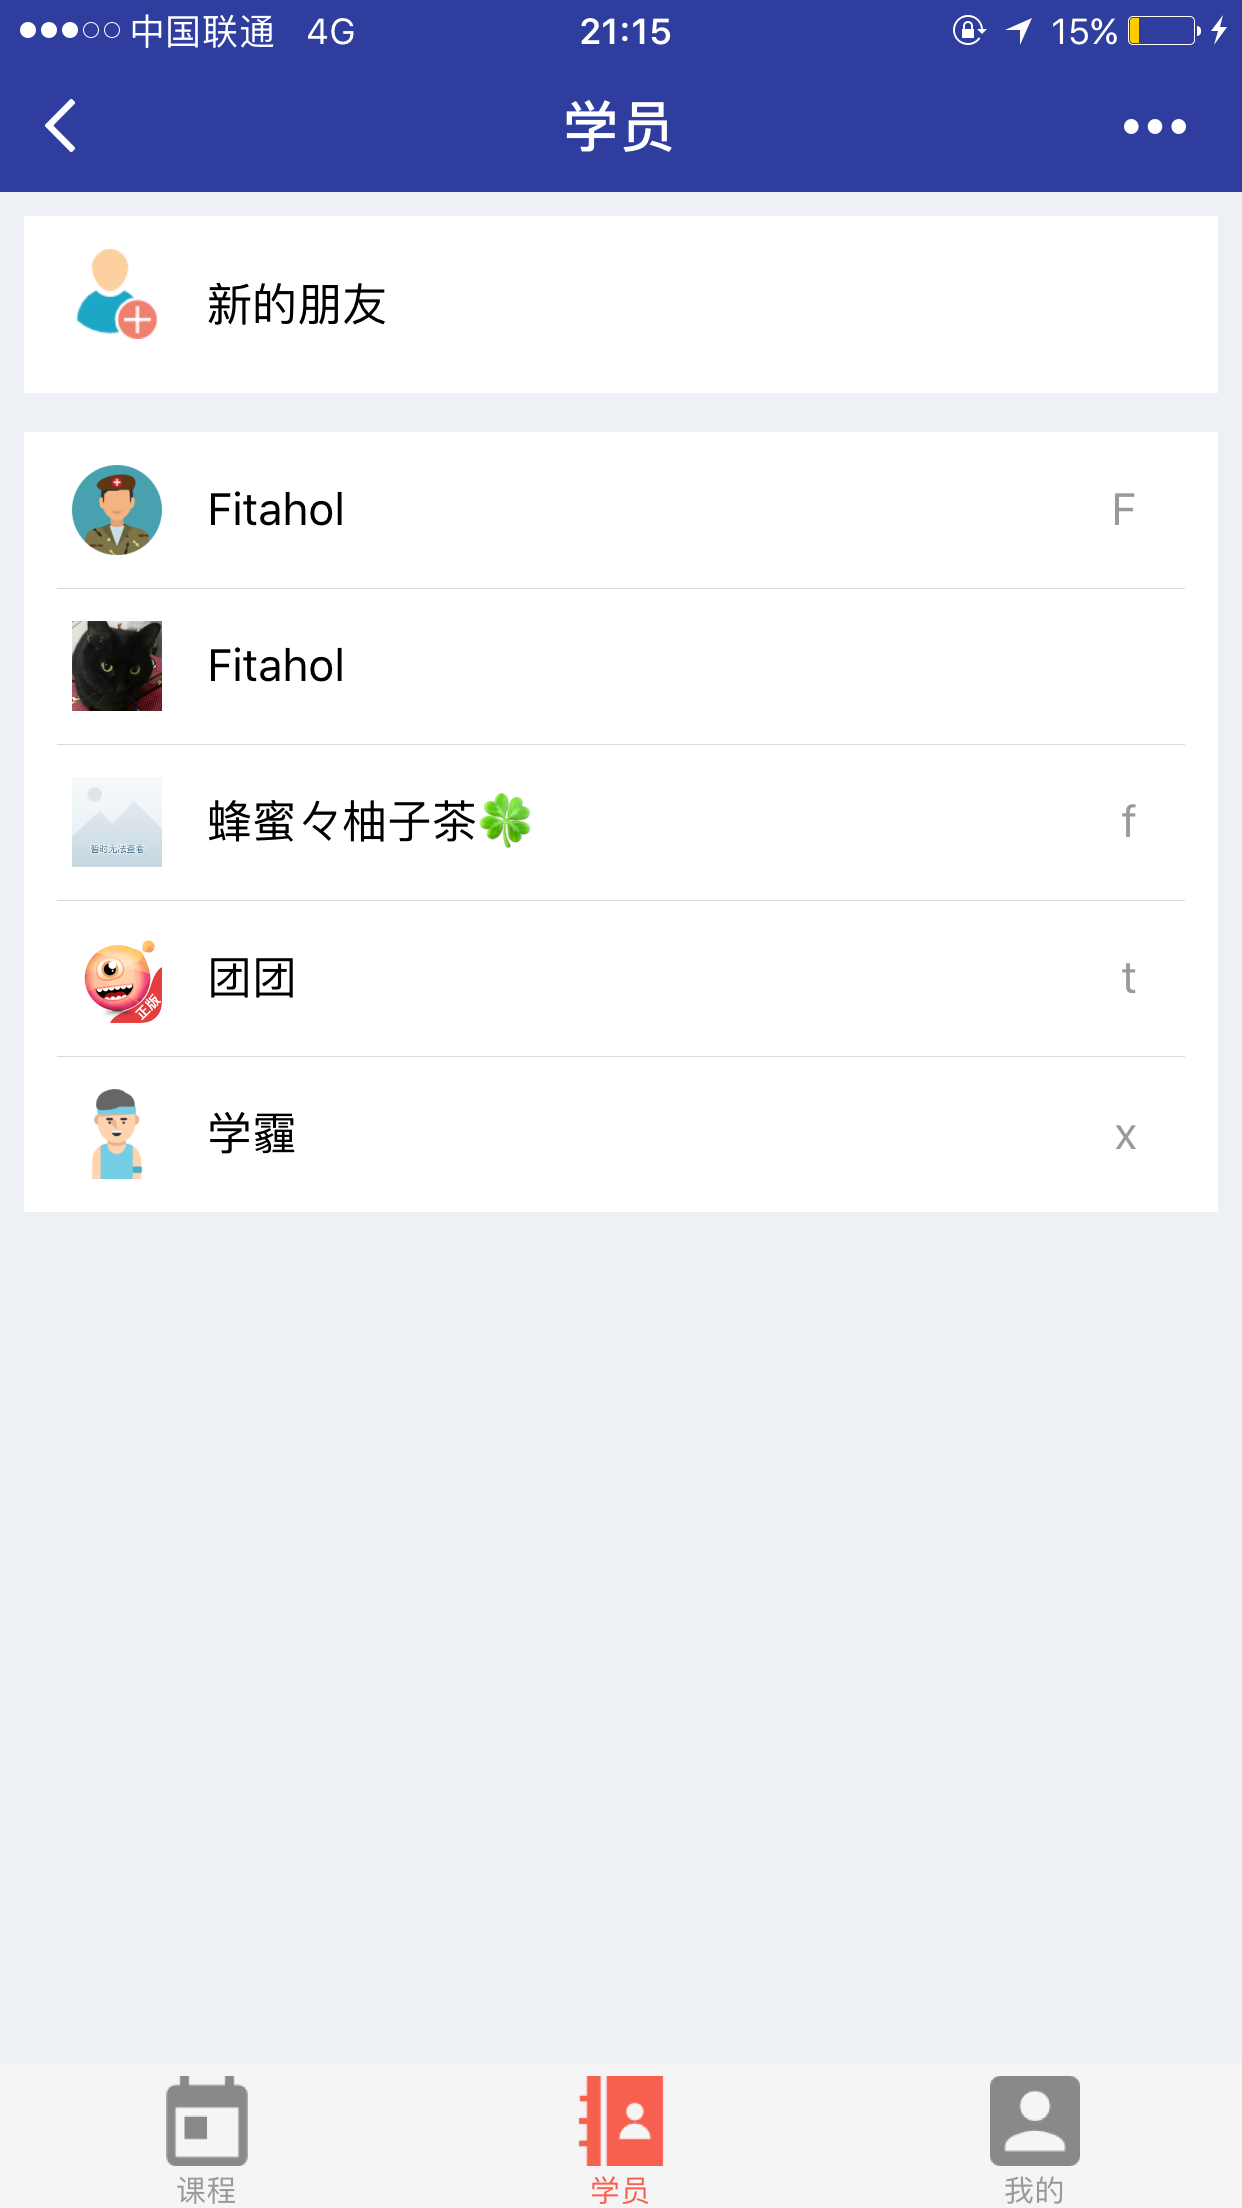 中国联通 4G 21:15 15%
学员
新的朋友
Fitahol F
Fitahol
暂时无法查看
蜂蜜々柚子茶🍀 f
正版
团团 t
学霾 x
课程 学员 我的